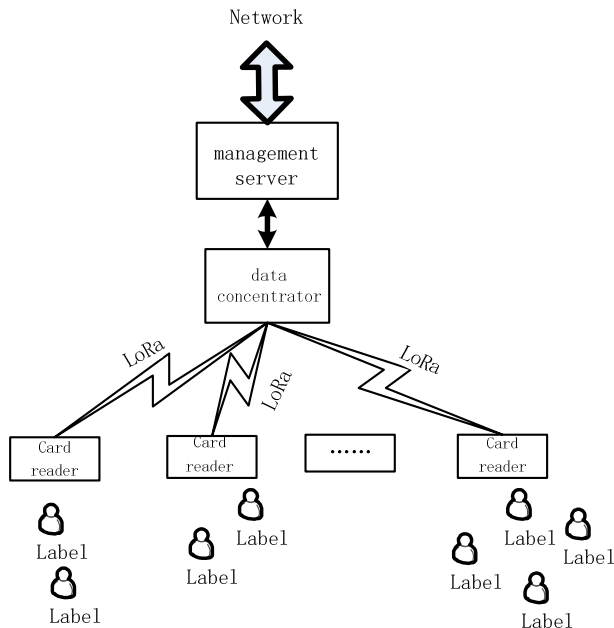 Network
management
server
data
concentrator
LoRa
LoRa
LoRa
Card
reader
Card
reader
······
Card
reader
Label
Label
Label
Label
Label
Label
Label
Label